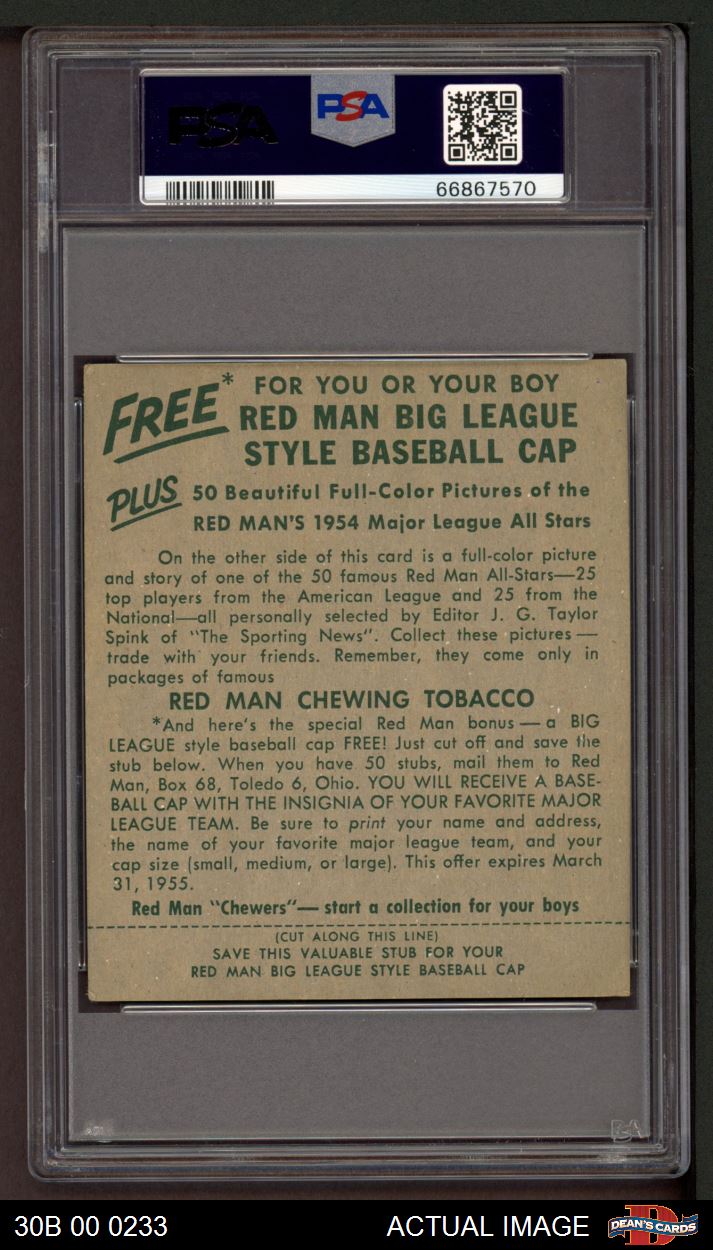 PSA
PSA
66867570
FREE* FOR YOU OR YOUR BOY
RED MAN BIG LEAGUE
STYLE BASEBALL CAP
PLUS 50 Beautiful Full-Color Pictures of the
RED MAN'S 1954 Major League All Stars
On the other side of this card is a full-color picture
and story of one of the 50 famous Red Man All-Stars—25
top players from the American League and 25 from the
National—all personally selected by Editor J. G. Taylor
Spink of "The Sporting News". Collect these pictures —
trade with your friends. Remember, they come only in
packages of famous
RED MAN CHEWING TOBACCO
*And here's the special Red Man bonus — a BIG
LEAGUE style baseball cap FREE! Just cut off and save the
stub below. When you have 50 stubs, mail them to Red
Man, Box 68, Toledo 6, Ohio. YOU WILL RECEIVE A BASE-
BALL CAP WITH THE INSIGNIA OF YOUR FAVORITE MAJOR
LEAGUE TEAM. Be sure to print your name and address,
the name of your favorite major league team, and your
cap size (small, medium, or large). This offer expires March
31, 1955.
Red Man "Chewers"— start a collection for your boys
(CUT ALONG THIS LINE)
SAVE THIS VALUABLE STUB FOR YOUR
RED MAN BIG LEAGUE STYLE BASEBALL CAP
PSA
30B 00 0233
ACTUAL IMAGE
D
DEAN'S CARDS